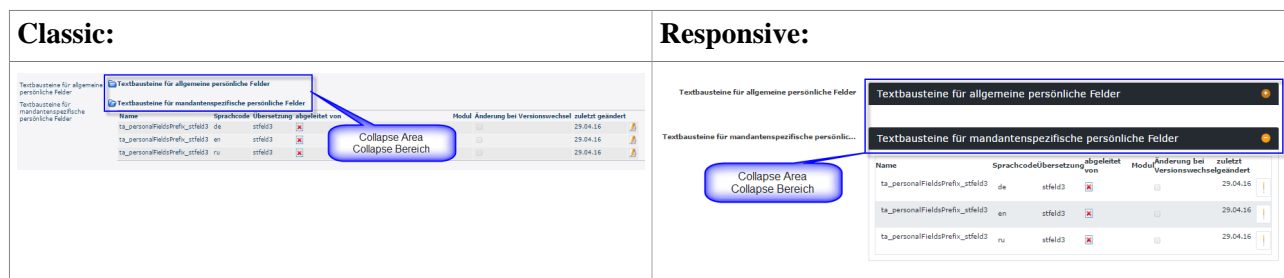 Classic:
Textbausteine für allgemeine persönliche Felder
Textbausteine für allgemeine persönliche Felder
Textbausteine für mandantenspezifische persönliche Felder
Textbausteine für mandantenspezifische persönliche Felder
Name Sprachcode Übersetzung abgeleitet von Modul Änderung bei Versionswechsel zuletzt geändert
ta_personalFieldsPrefix_stfeld3 de stfeld3 29.04.16
ta_personalFieldsPrefix_stfeld3 en stfeld3 29.04.16
ta_personalFieldsPrefix_stfeld3 ru stfeld3 29.04.16
Collapse Area
Collapse Bereich
Responsive:
Textbausteine für allgemeine persönliche Felder
Textbausteine für allgemeine persönliche Felder
Textbausteine für mandantenspezifische persönlic...
Textbausteine für mandantenspezifische persönliche Felder
Collapse Area
Collapse Bereich
Name Sprachcode Übersetzung abgeleitet von Modul Änderung bei Versionswechsel zuletzt geändert
ta_personalFieldsPrefix_stfeld3 de stfeld3 29.04.16
ta_personalFieldsPrefix_stfeld3 en stfeld3 29.04.16
ta_personalFieldsPrefix_stfeld3 ru stfeld3 29.04.16